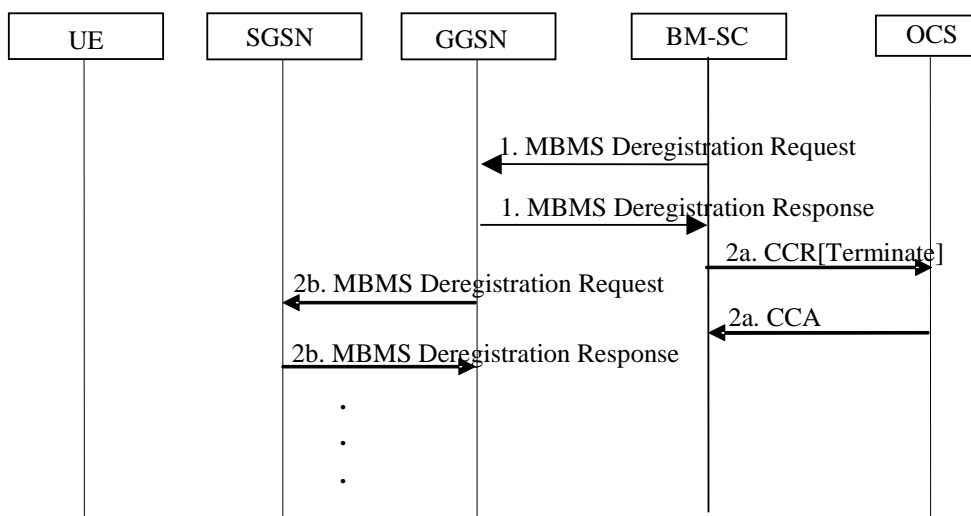 UE
SGSN
GGSN
BM-SC
OCS
1. MBMS Deregistration Request
1. MBMS Deregistration Response
2a. CCR[Terminate]
2b. MBMS Deregistration Request
2a. CCA
2b. MBMS Deregistration Response
.
.
.